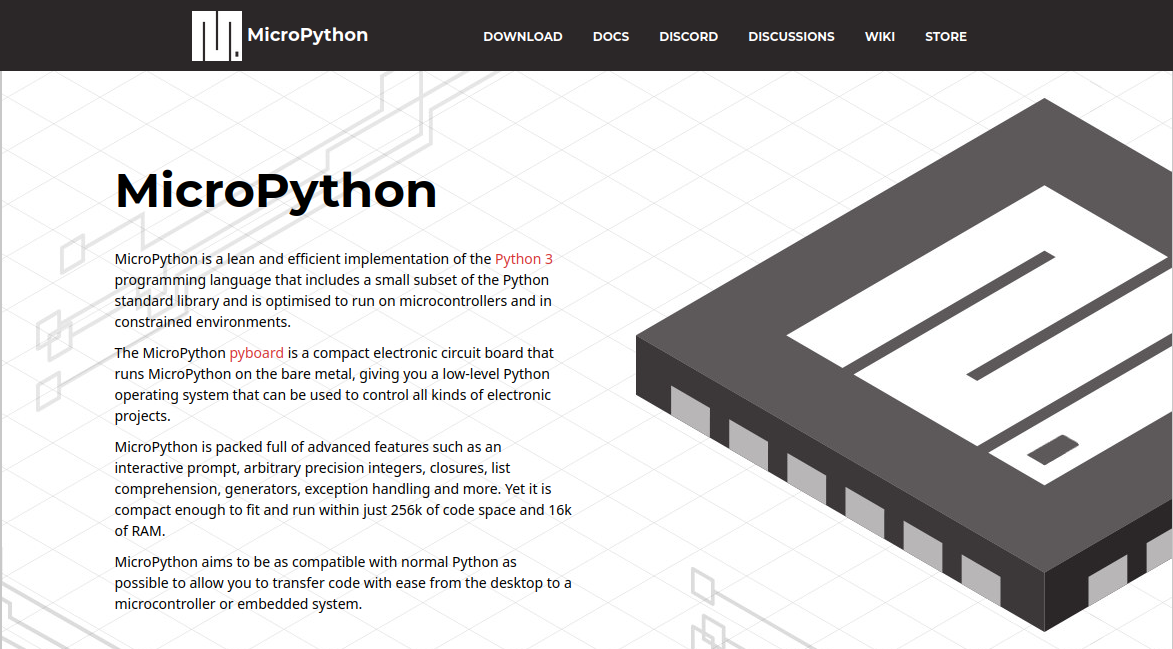 MicroPython
DOWNLOAD DOCS DISCORD DISCUSSIONS WIKI STORE
MicroPython
MicroPython is a lean and efficient implementation of the Python 3
programming language that includes a small subset of the Python
standard library and is optimised to run on microcontrollers and in
constrained environments.
The MicroPython pyboard is a compact electronic circuit board that
runs MicroPython on the bare metal, giving you a low-level Python
operating system that can be used to control all kinds of electronic
projects.
MicroPython is packed full of advanced features such as an
interactive prompt, arbitrary precision integers, closures, list
comprehension, generators, exception handling and more. Yet it is
compact enough to fit and run within just 256k of code space and 16k
of RAM.
MicroPython aims to be as compatible with normal Python as
possible to allow you to transfer code with ease from the desktop to a
microcontroller or embedded system.